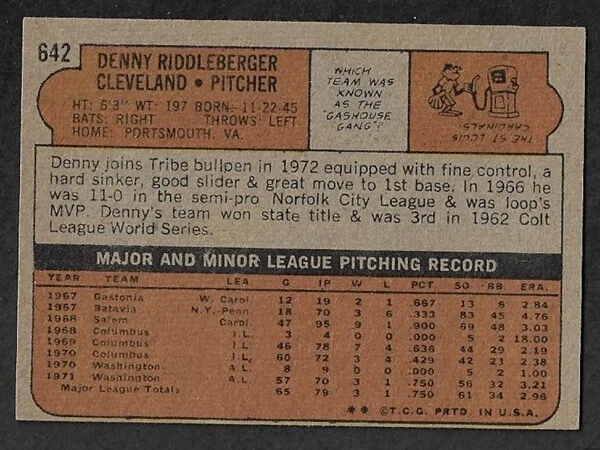 642
DENNY RIDDLEBERGER
CLEVELAND • PITCHER
HT: 6'3" WT: 197 BORN: 11-22-45
BATS: RIGHT THROWS: LEFT
HOME: PORTSMOUTH, VA.
WHICH
TEAM WAS
KNOWN
AS THE
"GASHOUSE
GANG"?
THE ST. LOUIS
CARDINALS
Denny joins Tribe bullpen in 1972 equipped with fine control, a
hard sinker, good slider & great move to 1st base. In 1966 he
was 11-0 in the semi-pro Norfolk City League & was loop's
MVP. Denny's team won state title & was 3rd in 1962 Colt
League World Series.
MAJOR AND MINOR LEAGUE PITCHING RECORD
YEAR TEAM LEA. G IP W L PCT. SO BB ERA.
1967 Gastonia W. Carol. 12 19 2 1 .667 13 6 2.84
1967 Batavia N.Y.-Penn 18 70 3 6 .333 83 45 4.76
1968 Salem Carol. 47 95 9 1 .900 69 48 3.03
1968 Columbus I.L. 3 3 0 0 .000 5 2 18.00
1969 Columbus I.L. 46 78 7 4 .636 44 29 2.19
1970 Columbus I.L. 60 72 3 4 .429 42 23 2.38
1970 Washington A.L. 8 9 0 0 .000 5 2 1.00
1971 Washington A.L. 57 70 3 1 .750 56 32 3.21
Major League Totals 65 79 3 1 .750 61 34 2.96
** © T.C.G. PRTD IN U.S.A.